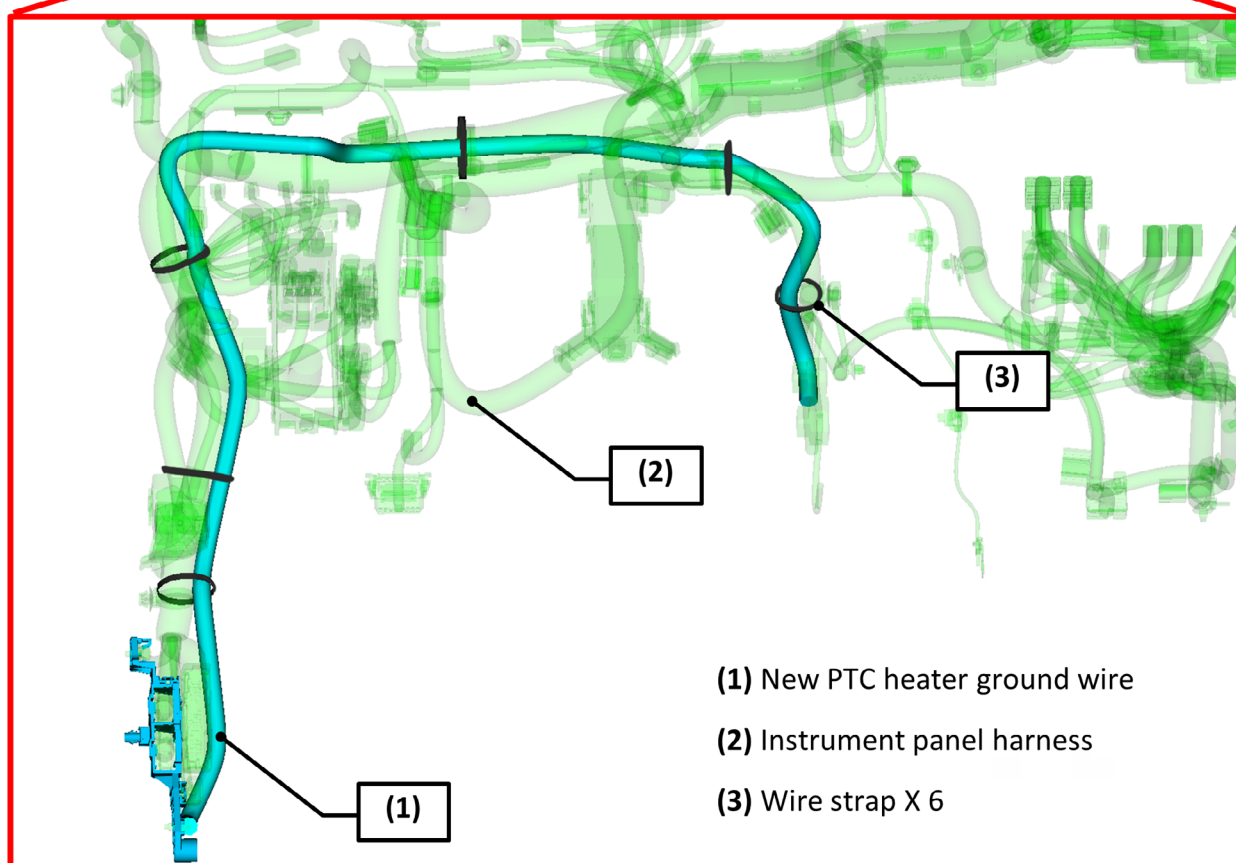 (3)
(2)
(1) New PTC heater ground wire
(2) Instrument panel harness
(3) Wire strap X 6
(1)